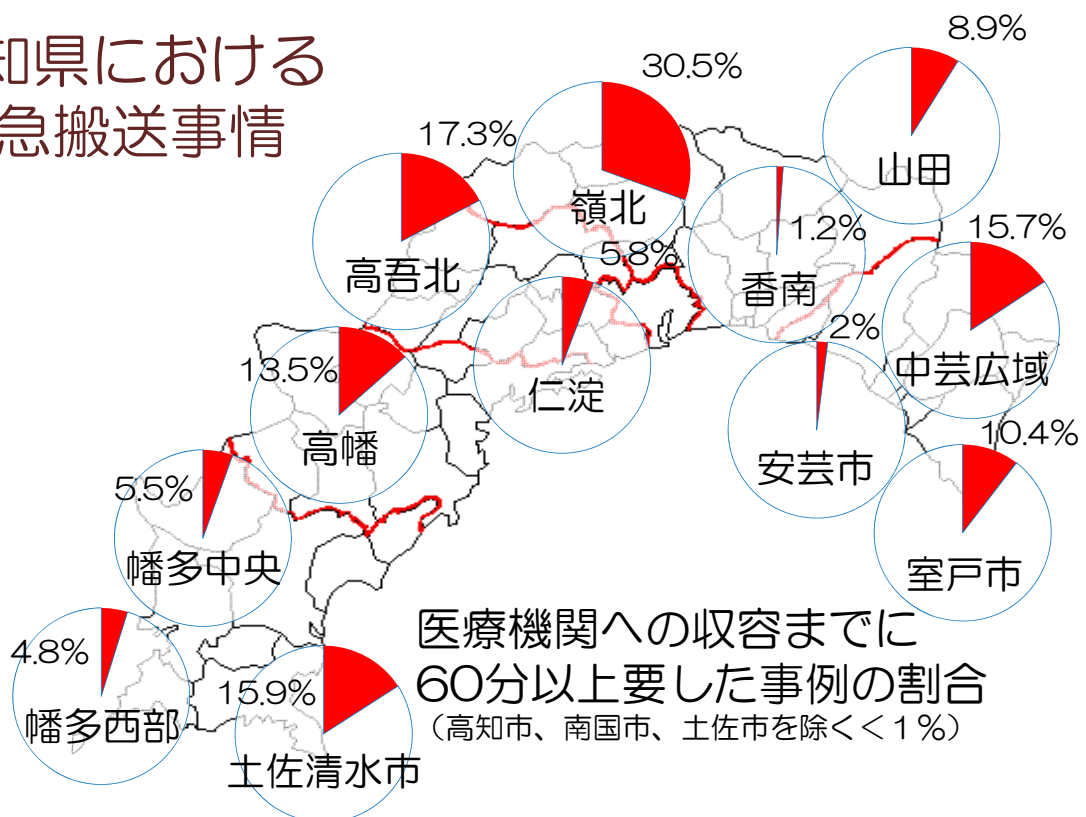 知県における
急搬送事情
8.9%
山田
30.5%
嶺北
17.3%
高吾北
1.2%
香南
15.7%
中芸広域
5.8%
仁淀
2%
安芸市
13.5%
高幡
10.4%
室戸市
5.5%
幡多中央
4.8%
幡多西部
15.9%
土佐清水市
医療機関への収容までに
60分以上要した事例の割合
（高知市、南国市、土佐市を除く＜１％）